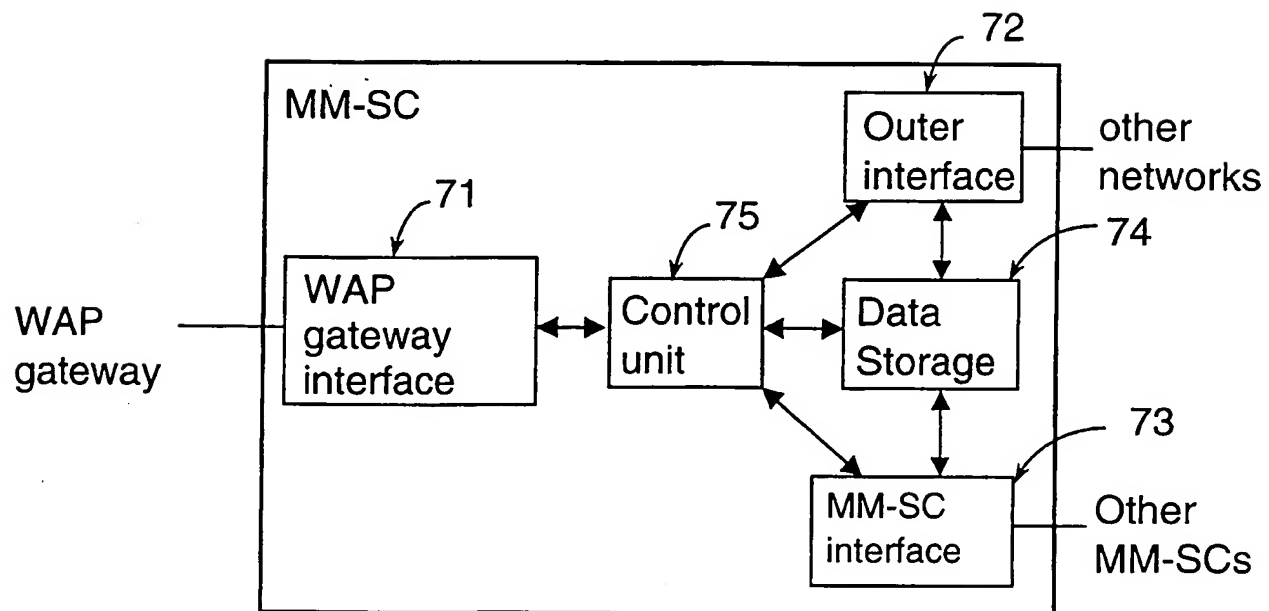 72
MM-SC
Outer
interface
other
networks
71
75
74
WAP
gateway
interface
Control
unit
Data
Storage
WAP
gateway
73
MM-SC
interface
Other
MM-SCs